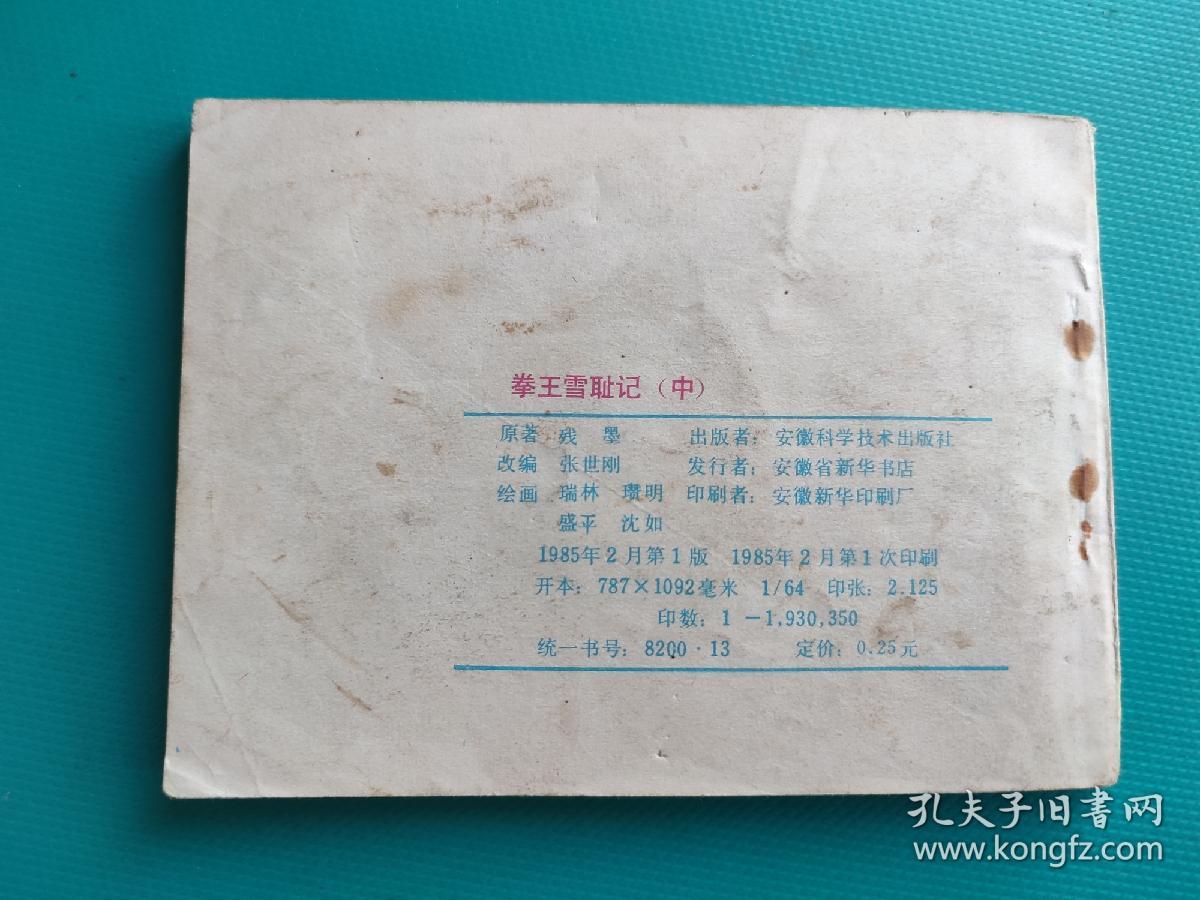 拳王雪耻记（中）
原著 残墨 出版者：安徽科学技术出版社
改编 张世刚 发行者：安徽省新华书店
绘画 瑞林 瓒明 印刷者：安徽新华印刷厂
盛平 沈如
1985年2月第1版 1985年2月第1次印刷
开本：787×1092毫米 1/64 印张：2.125
印数：1－1,930,350
统一书号：8200·13 定价：0.25元
孔夫子旧书网
www.kongfz.com